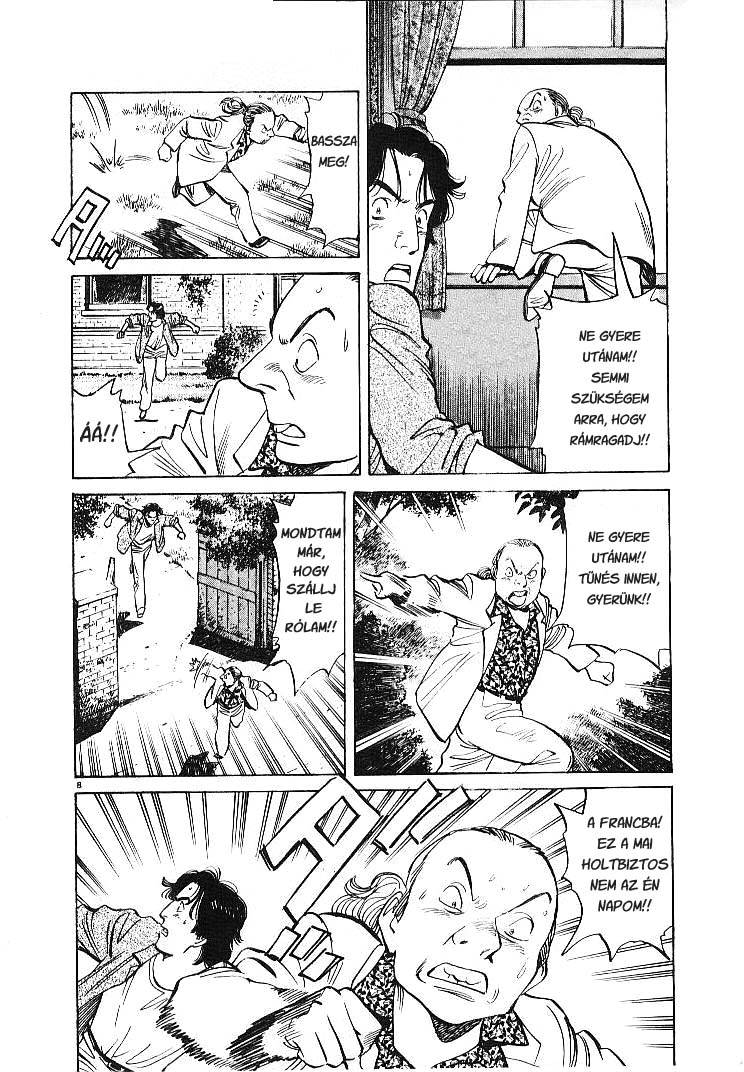 NE GYERE
UTÁNAM!!
SEMMI
SZÜKSÉGEM
ARRA, HOGY
RÁMRAGADJ!!
BASSZA
MEG!
ÁÁ!!
NE GYERE
UTÁNAM!!
TŰNÉS INNEN,
GYERÜNK!!
MONDTAM
MÁR,
HOGY
SZÁLLJ
LE
RÓLAM!!
8
A FRANCBA!
EZ A MAI
HOLTBIZTOS
NEM AZ ÉN
NAPOM!!